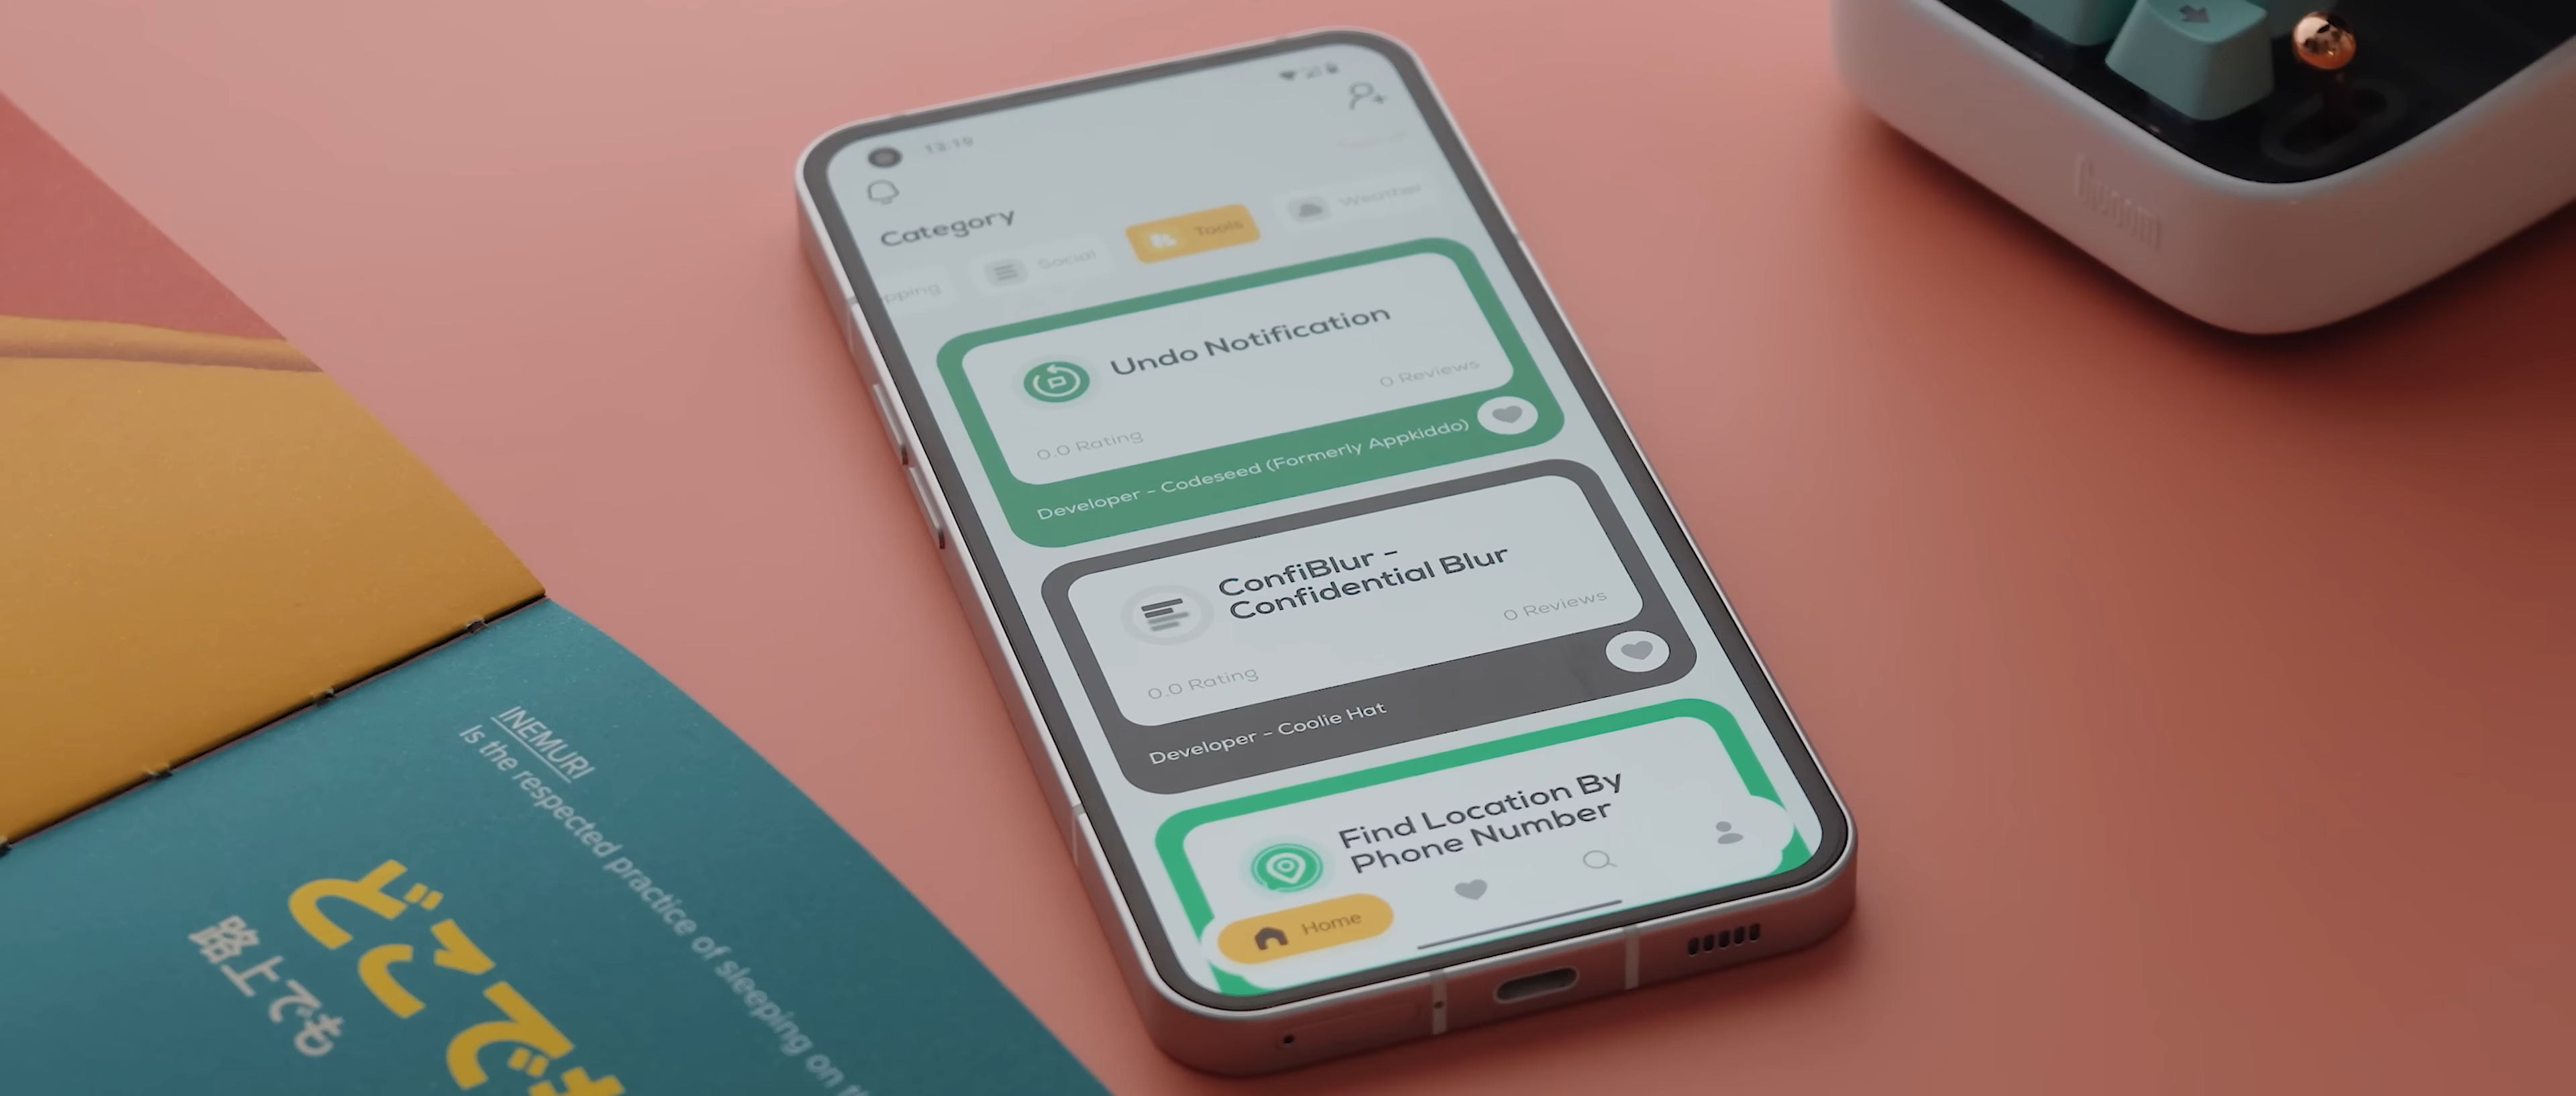 13:19
Category
pping
Social
Tools
Weather
Undo Notification
0 Reviews
0.0 Rating
Developer - Codeseed (Formerly Appkiddo)
ConfiBlur -
Confidential Blur
0 Reviews
0.0 Rating
Developer - Coolie Hat
Find Location By
Phone Number
Home
INEMURI
is the respected practice of sleeping on
どこで
路上でも